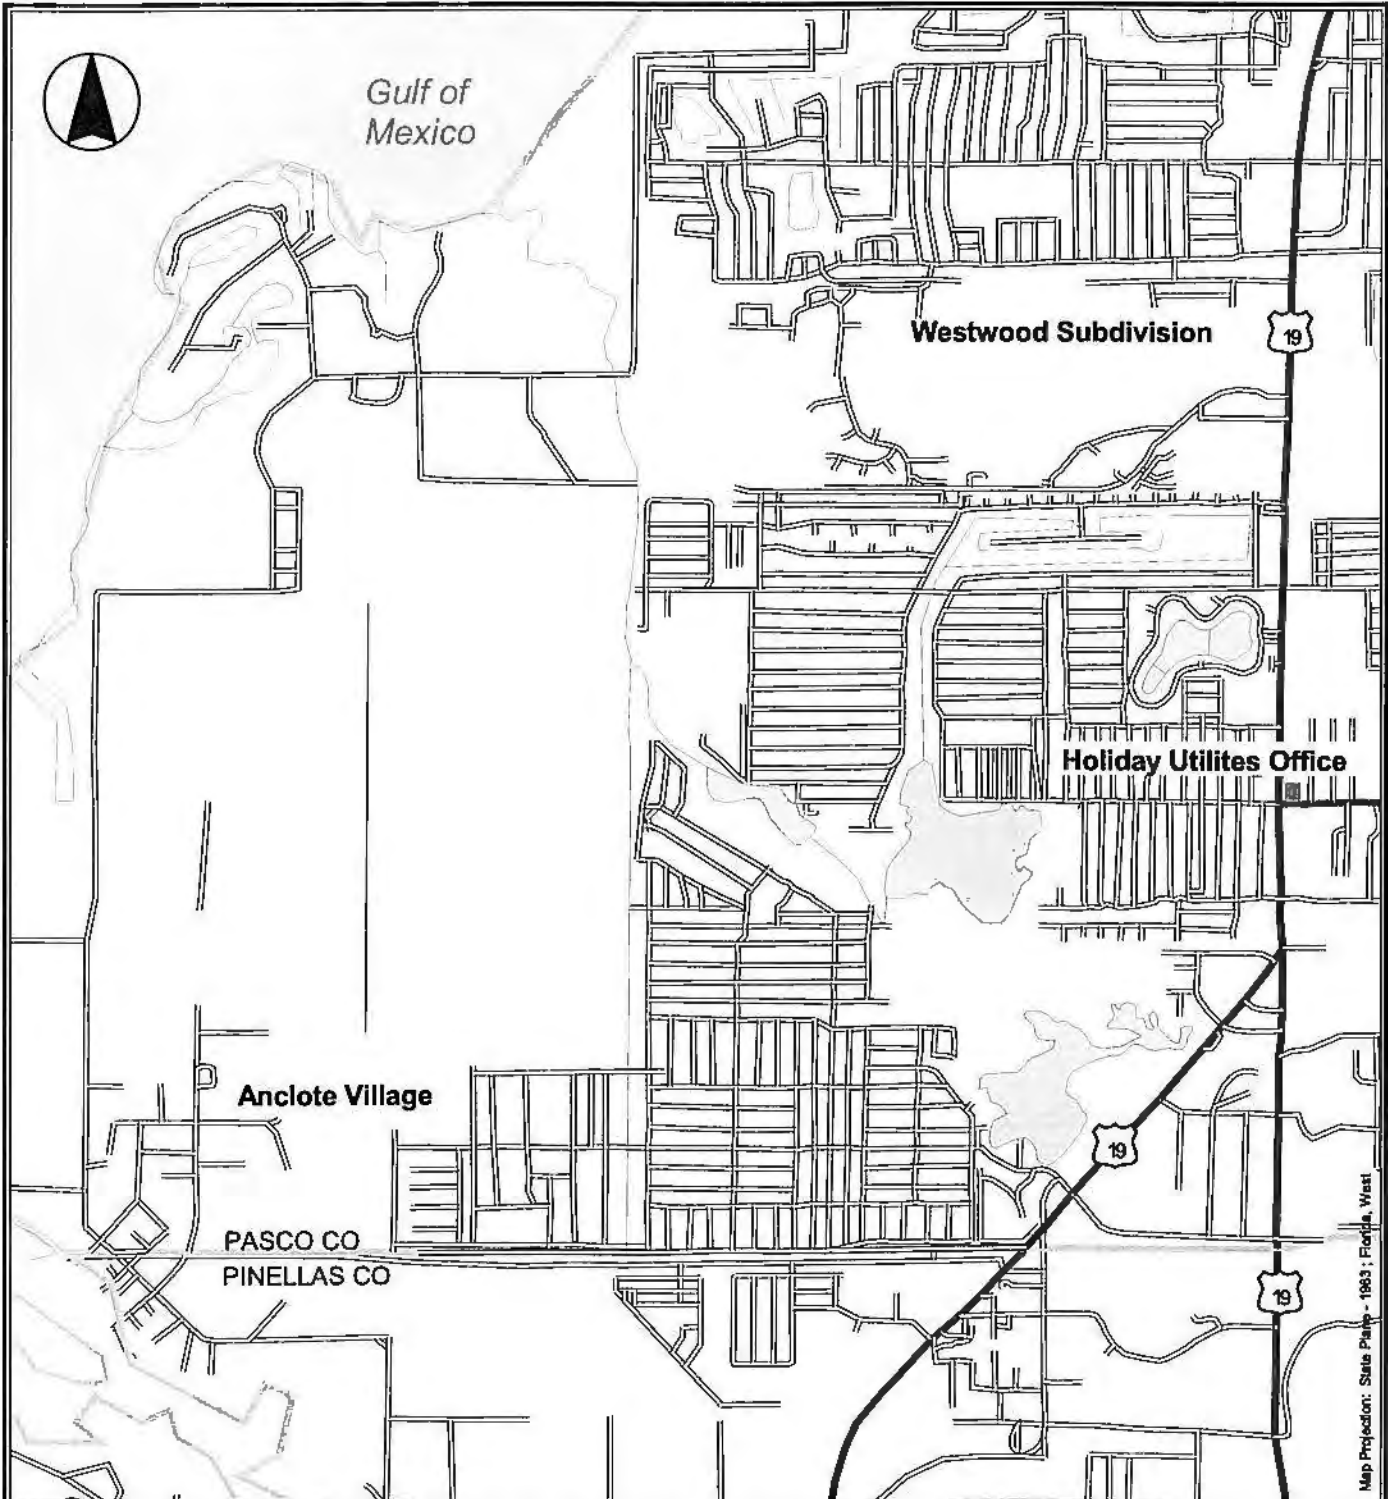 Gulf of
Mexico
Westwood Subdivision
19
Holiday Utilites Office
Anclote Village
19
PASCO CO
PINELLAS CO
19
Map Projection: State Plane - 1983 ; Florida, West